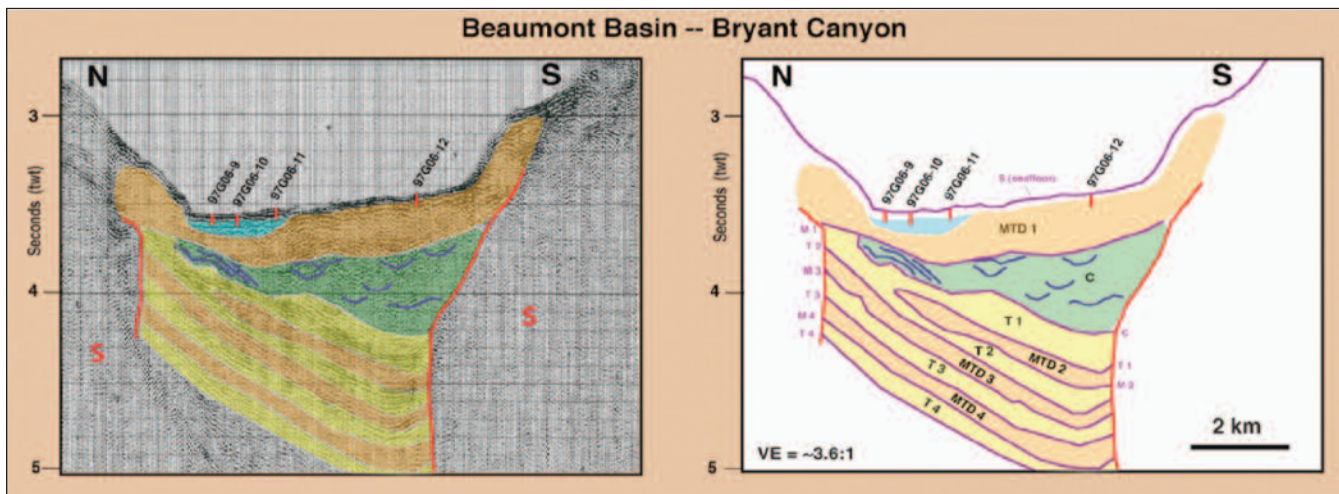 Beaumont Basin -- Bryant Canyon
N
S
3
4
5
Seconds (twt)
97G06-9
97G06-10
97G06-11
97G06-12
S
S
N
S
3
4
5
Seconds (twt)
97G06-9
97G06-10
97G06-11
97G06-12
S (seafloor)
MTD 1
M 1
T 2
M 3
T 3
M 4
T 4
C
C
T 1
T 1
M 2
T 2
MTD 2
T 3
MTD 3
T 4
MTD 4
2 km
VE = ~3.6:1